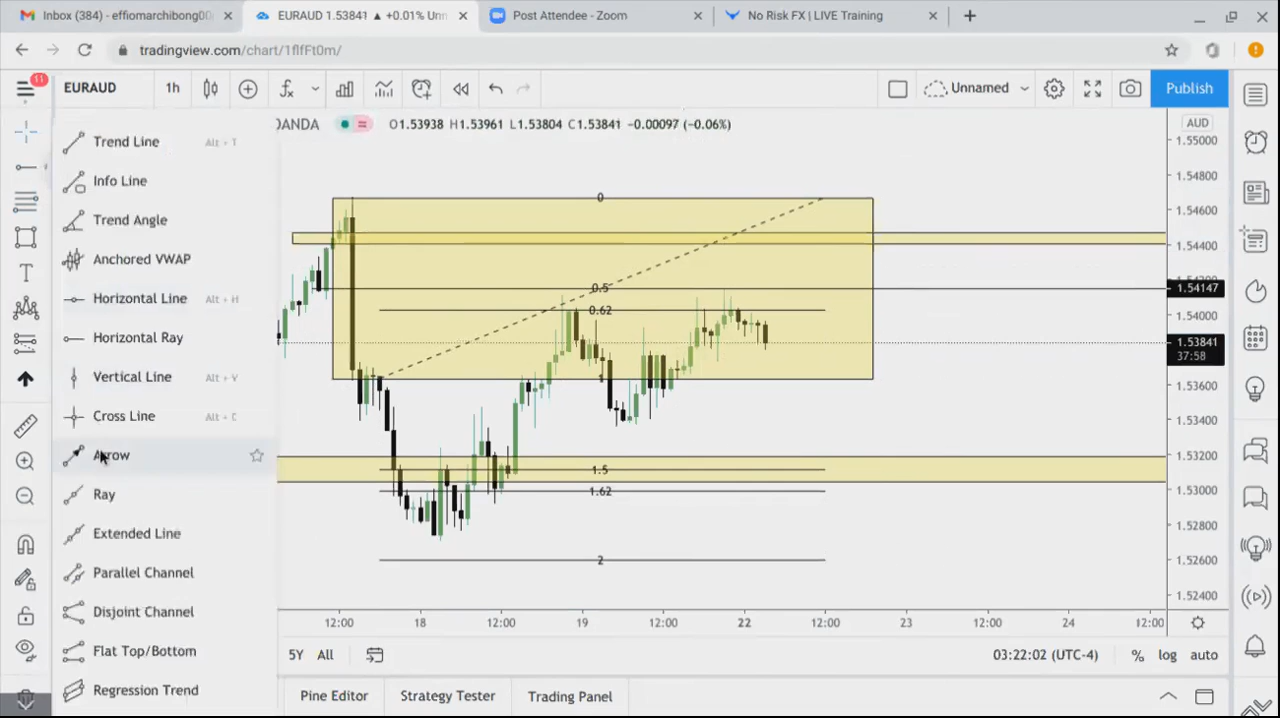 Inbox (384) - effiomarchibong00
EURAUD 1.53841 ▲ +0.01% Unn
Post Attendee - Zoom
No Risk FX | LIVE Training
tradingview.com/chart/1flfFt0m/
11
EURAUD
1h
Unnamed
Publish
OANDA
O1.53938 H1.53961 L1.53804 C1.53841 −0.00097 (−0.06%)
AUD
Trend Line Alt + T
Info Line
Trend Angle
Anchored VWAP
Horizontal Line Alt + H
Horizontal Ray
Vertical Line Alt + V
Cross Line Alt + C
Arrow
Ray
Extended Line
Parallel Channel
Disjoint Channel
Flat Top/Bottom
Regression Trend
0
0.5
0.62
1
1.5
1.62
2
1.55000
1.54800
1.54600
1.54400
1.54147
1.54000
1.53841
37:58
1.53600
1.53400
1.53200
1.53000
1.52800
1.52600
1.52400
12:00 18 12:00 19 12:00 22 12:00 23 12:00 24 12:00
5Y All
03:22:02 (UTC-4) % log auto
Pine Editor Strategy Tester Trading Panel